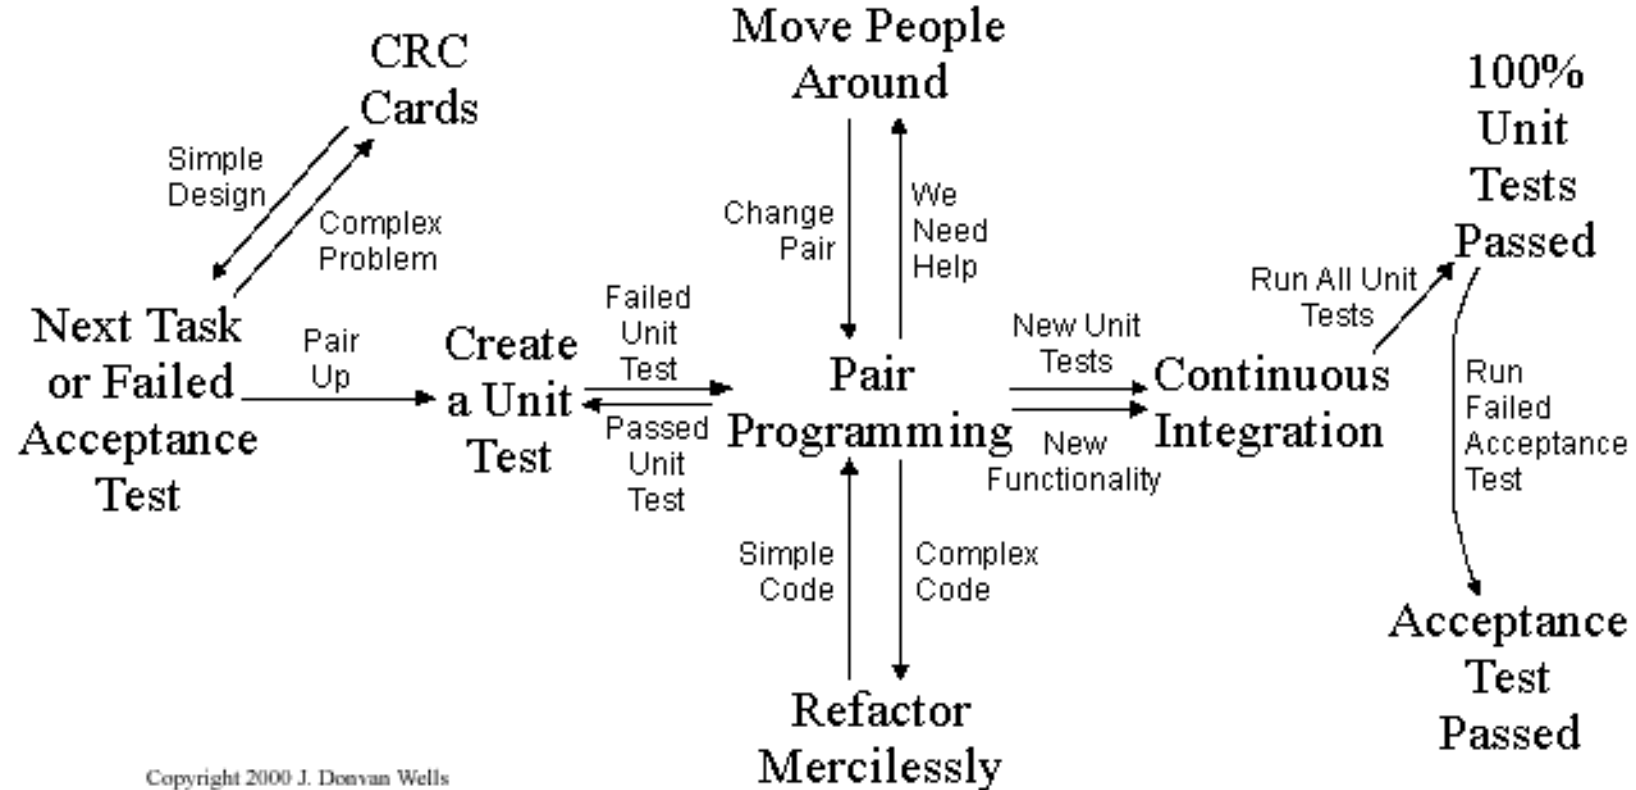 CRC
Cards
Simple
Design
Complex
Problem
Next Task
or Failed
Acceptance
Test
Pair
Up
Create
a Unit
Test
Failed
Unit
Test
Passed
Unit
Test
Move People
Around
Change
Pair
We
Need
Help
Pair
Programming
Simple
Code
Complex
Code
Refactor
Mercilessly
New Unit
Tests
New
Functionality
Continuous
Integration
Run All Unit
Tests
100%
Unit
Tests
Passed
Run
Failed
Acceptance
Test
Acceptance
Test
Passed
Copyright 2000 J. Donvan Wells